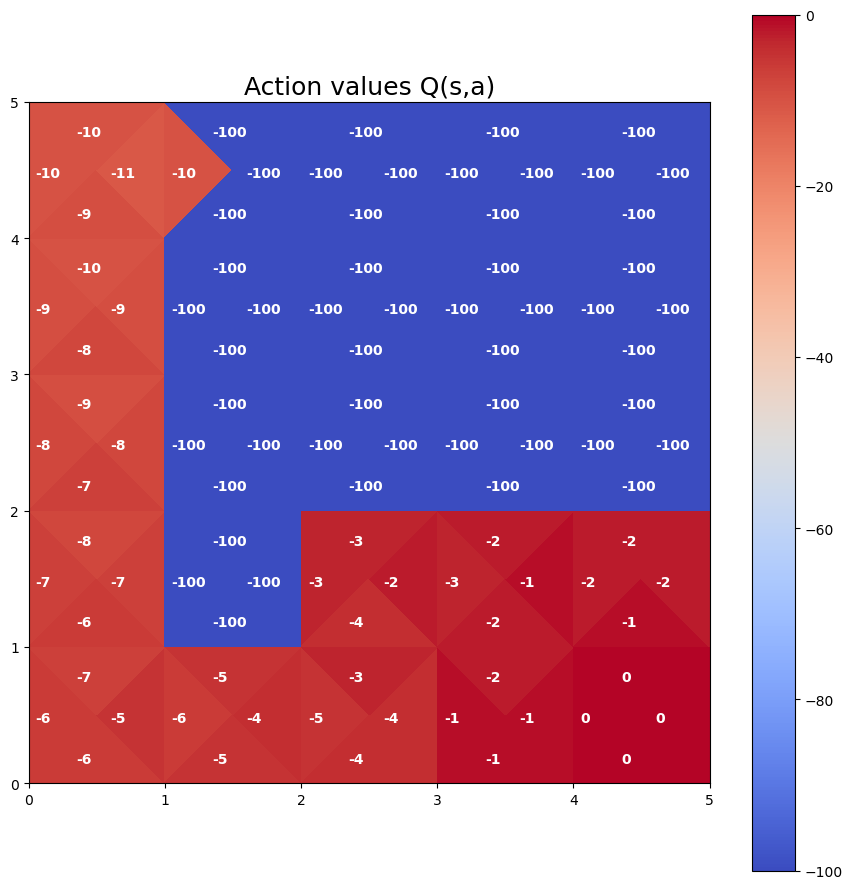 Action values Q(s,a)
5
-10 -100 -100 -100 -100
-10 -11 -10 -100 -100 -100 -100 -100 -100 -100
-9 -100 -100 -100 -100
4
-10 -100 -100 -100 -100
-9 -9 -100 -100 -100 -100 -100 -100 -100 -100
-8 -100 -100 -100 -100
3
-9 -100 -100 -100 -100
-8 -8 -100 -100 -100 -100 -100 -100 -100 -100
-7 -100 -100 -100 -100
2
-8 -100 -3 -2 -2
-7 -7 -100 -100 -3 -2 -3 -1 -2 -2
-6 -100 -4 -2 -1
1
-7 -5 -3 -2 0
-6 -5 -6 -4 -5 -4 -1 -1 0 0
-6 -5 -4 -1 0
0
0 1 2 3 4 5
0
−20
−40
−60
−80
−100